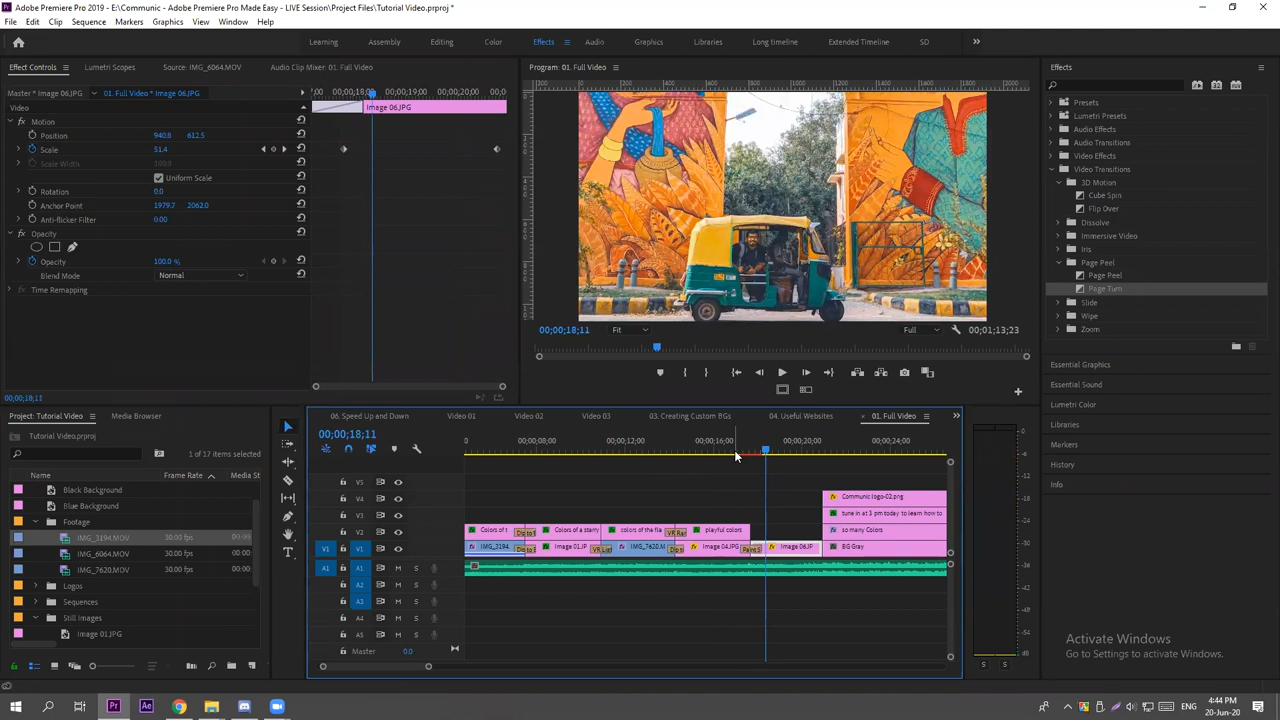 Adobe Premiere Pro 2019 - E:\Communic - Adobe Premiere Pro Made Easy - LIVE Session\Project Files\Tutorial Video.prproj *
File Edit Clip Sequence Markers Graphics View Window Help
Learning Assembly Editing Color Effects Audio Graphics Libraries Long timeline Extended Timeline SD
Effect Controls Lumetri Scopes Source: IMG_6064.MOV Audio Clip Mixer: 01. Full Video
Master * Image 06.JPG 01. Full Video * Image 06.JPG
00;00;18;00 00;00;19;00 00;00;20;00
Video
Image 06.JPG
Motion
Position 940.8 612.5
Scale 51.4
Scale Width 100.0
Uniform Scale
Rotation 0.0
Anchor Point 1979.7 2062.0
Anti-flicker Filter 0.00
Opacity
Opacity 100.0 %
Blend Mode Normal
Time Remapping
00;00;18;11
Program: 01. Full Video
00;00;18;11 Fit Full 00;01;13;23
Effects
Presets
Lumetri Presets
Audio Effects
Audio Transitions
Video Effects
Video Transitions
3D Motion
Cube Spin
Flip Over
Dissolve
Immersive Video
Iris
Page Peel
Page Peel
Page Turn
Slide
Wipe
Zoom
Essential Graphics
Essential Sound
Lumetri Color
Libraries
Markers
History
Info
Project: Tutorial Video Media Browser
Tutorial Video.prproj
1 of 17 items selected
Name Frame Rate Media St
Black Background
Blue Background
Footage
IMG_3194.MOV 30.00 fps
IMG_6064.MOV 30.00 fps
IMG_7620.MOV 30.00 fps
Logos
Sequences
Still Images
Image 01.JPG
06. Speed Up and Down Video 01 Video 02 Video 03 03. Creating Custom BGs 04. Useful Websites 01. Full Video
00;00;18;11
00;00;08;00 00;00;12;00 00;00;16;00 00;00;20;00 00;00;24;00
V5
V4 Communic logo-02.png
V3 tune in at 3 pm today to learn how to
V2 Colors of t Colors of a starry colors of the fla playful colors so many Colors
V1 V1 IMG_3194. Image 01.JP IMG_7620.M Image 04.JPG Image 06.JP BG Gray
A1 A1 M S
A2 M S
A3 M S
A4 M S
A5 M S
Master 0.0
Activate Windows
Go to Settings to activate Windows.
ENG
4:44 PM
20-Jun-20